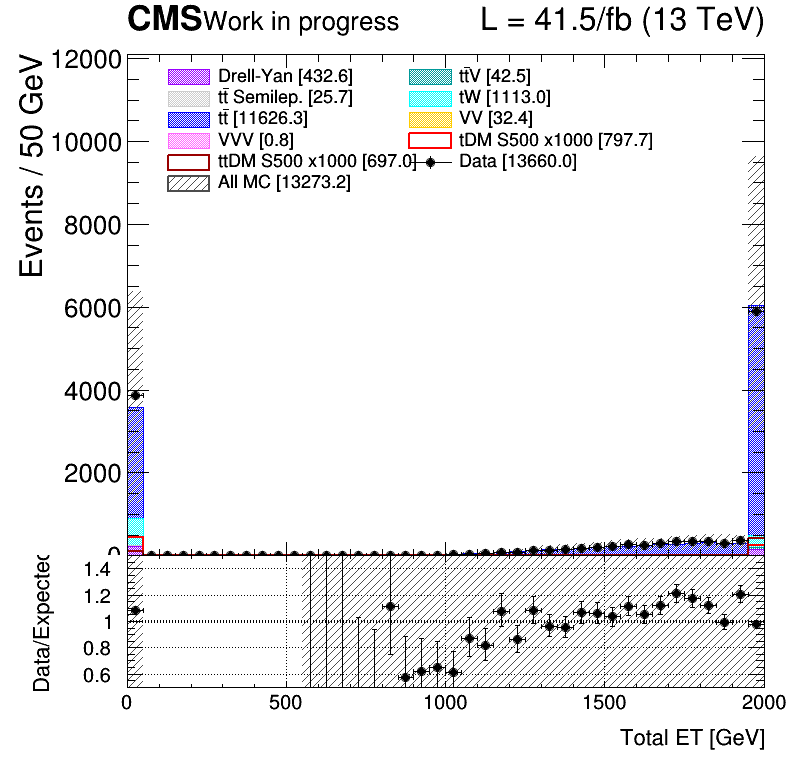 CMS Work in progress L = 41.5/fb (13 TeV)
Events / 50 GeV
12000
10000
8000
6000
4000
2000
0
Drell-Yan [432.6] tt̄V [42.5]
tt̄ Semilep. [25.7] tW [1113.0]
tt̄ [11626.3] VV [32.4]
VVV [0.8] tDM S500 x1000 [797.7]
ttDM S500 x1000 [697.0] Data [13660.0]
All MC [13273.2]
Data/Expected
1.4
1.2
1
0.8
0.6
0 500 1000 1500 2000
Total ET [GeV]